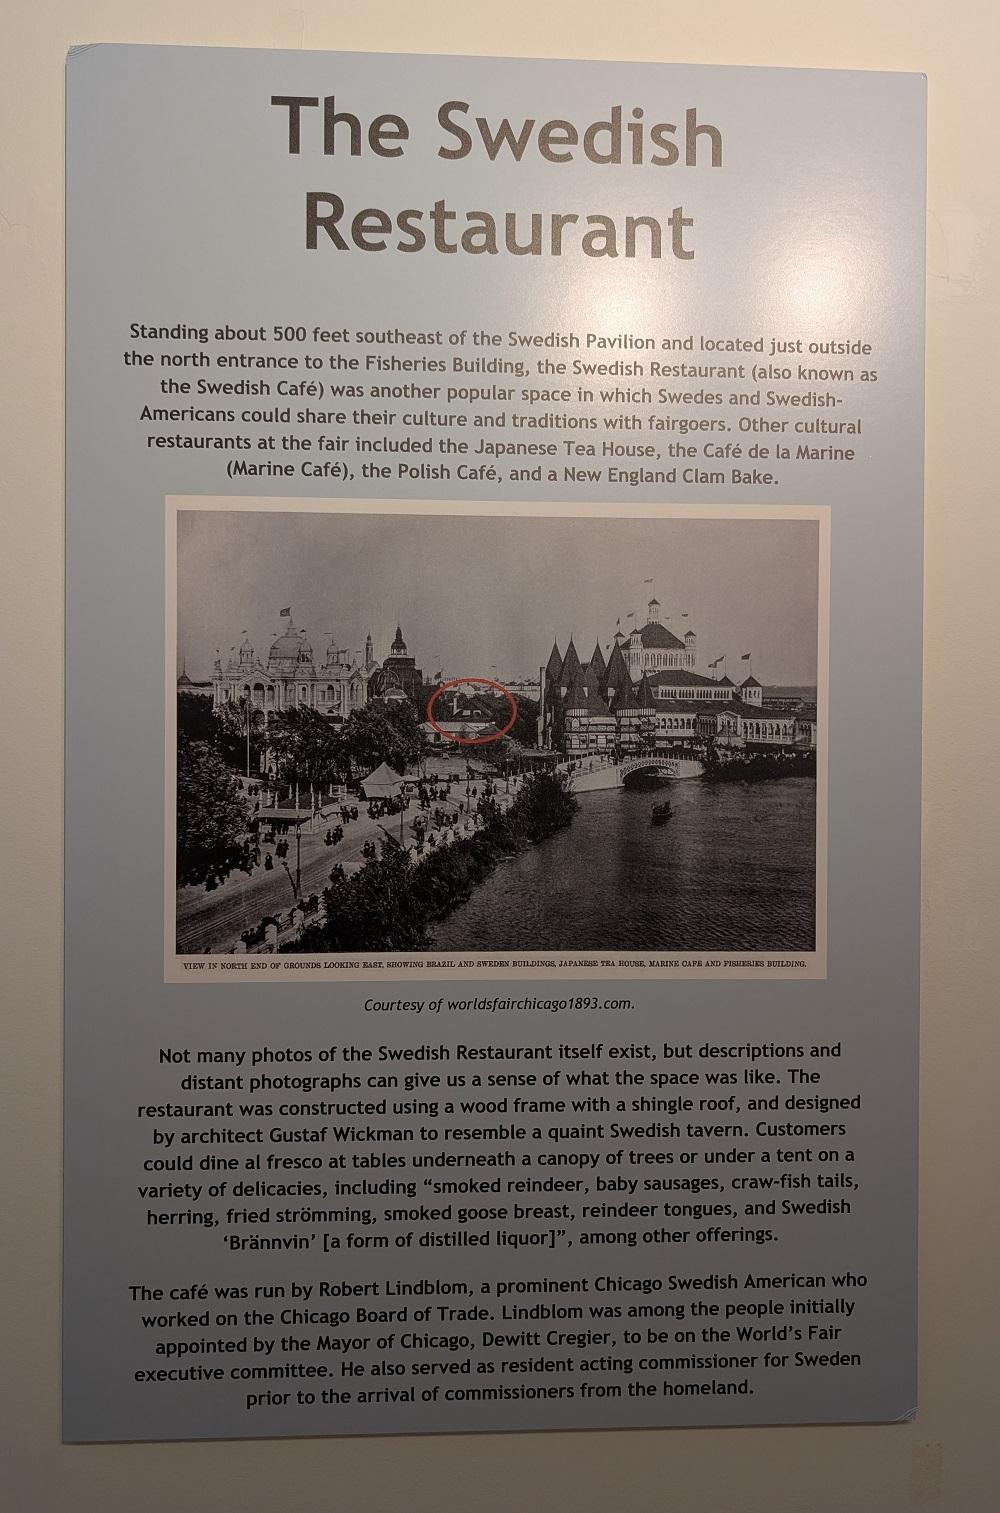 The Swedish
Restaurant
Standing about 500 feet southeast of the Swedish Pavilion and located just outside
the north entrance to the Fisheries Building, the Swedish Restaurant (also known as
the Swedish Café) was another popular space in which Swedes and Swedish-
Americans could share their culture and traditions with fairgoers. Other cultural
restaurants at the fair included the Japanese Tea House, the Café de la Marine
(Marine Café), the Polish Café, and a New England Clam Bake.
VIEW IN NORTH END OF GROUNDS LOOKING EAST, SHOWING BRAZIL AND SWEDEN BUILDINGS, JAPANESE TEA HOUSE, MARINE CAFE AND FISHERIES BUILDING.
Courtesy of worldsfairchicago1893.com.
Not many photos of the Swedish Restaurant itself exist, but descriptions and
distant photographs can give us a sense of what the space was like. The
restaurant was constructed using a wood frame with a shingle roof, and designed
by architect Gustaf Wickman to resemble a quaint Swedish tavern. Customers
could dine al fresco at tables underneath a canopy of trees or under a tent on a
variety of delicacies, including “smoked reindeer, baby sausages, craw-fish tails,
herring, fried strömming, smoked goose breast, reindeer tongues, and Swedish
‘Brännvin’ [a form of distilled liquor]”, among other offerings.
The café was run by Robert Lindblom, a prominent Chicago Swedish American who
worked on the Chicago Board of Trade. Lindblom was among the people initially
appointed by the Mayor of Chicago, Dewitt Cregier, to be on the World’s Fair
executive committee. He also served as resident acting commissioner for Sweden
prior to the arrival of commissioners from the homeland.